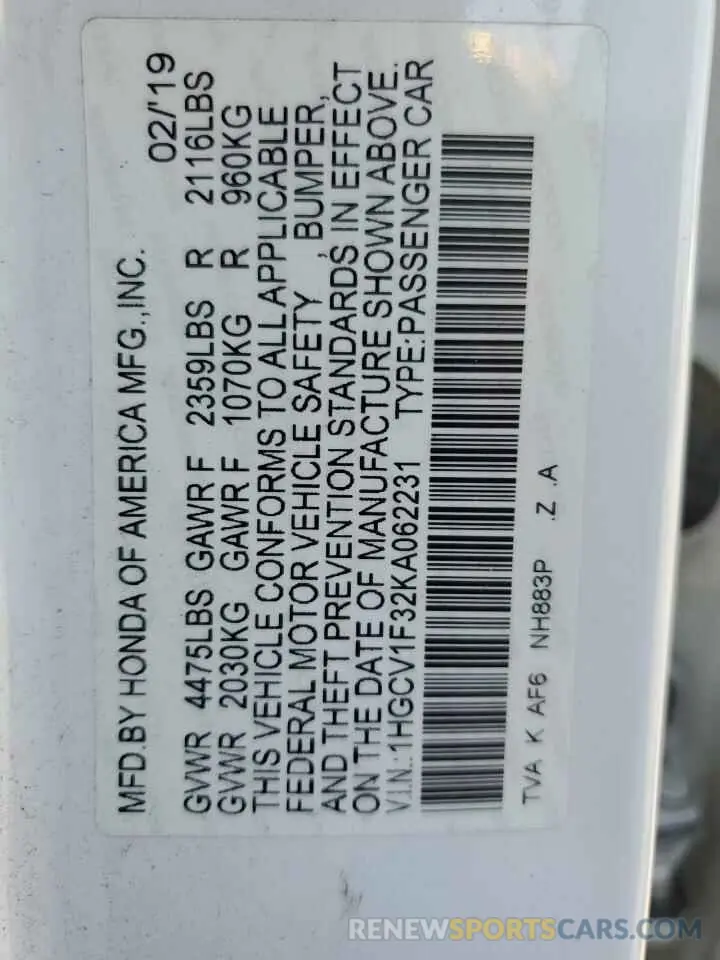 MFD.BY HONDA OF AMERICA MFG.,INC. 02/'19
GVWR 4475LBS GAWR F 2359LBS R 2116LBS
GVWR 2030KG GAWR F 1070KG R 960KG
THIS VEHICLE CONFORMS TO ALL APPLICABLE
FEDERAL MOTOR VEHICLE SAFETY , BUMPER,
AND THEFT PREVENTION STANDARDS IN EFFECT
ON THE DATE OF MANUFACTURE SHOWN ABOVE.
V.I.N.:1HGCV1F32KA062231 TYPE:PASSENGER CAR
TVA K AF6 NH883P .Z .A
RENEWSPORTSCARS.COM